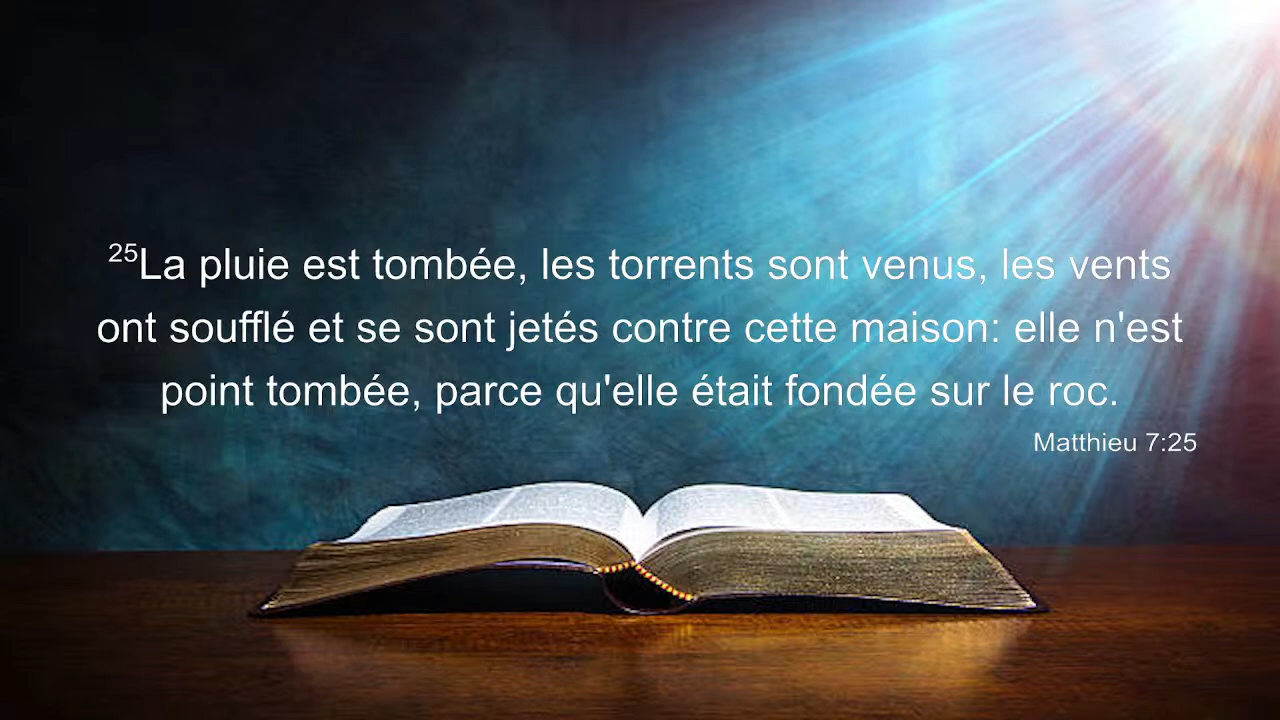 25La pluie est tombée, les torrents sont venus, les vents
ont soufflé et se sont jetés contre cette maison: elle n'est
point tombée, parce qu'elle était fondée sur le roc.
Matthieu 7:25